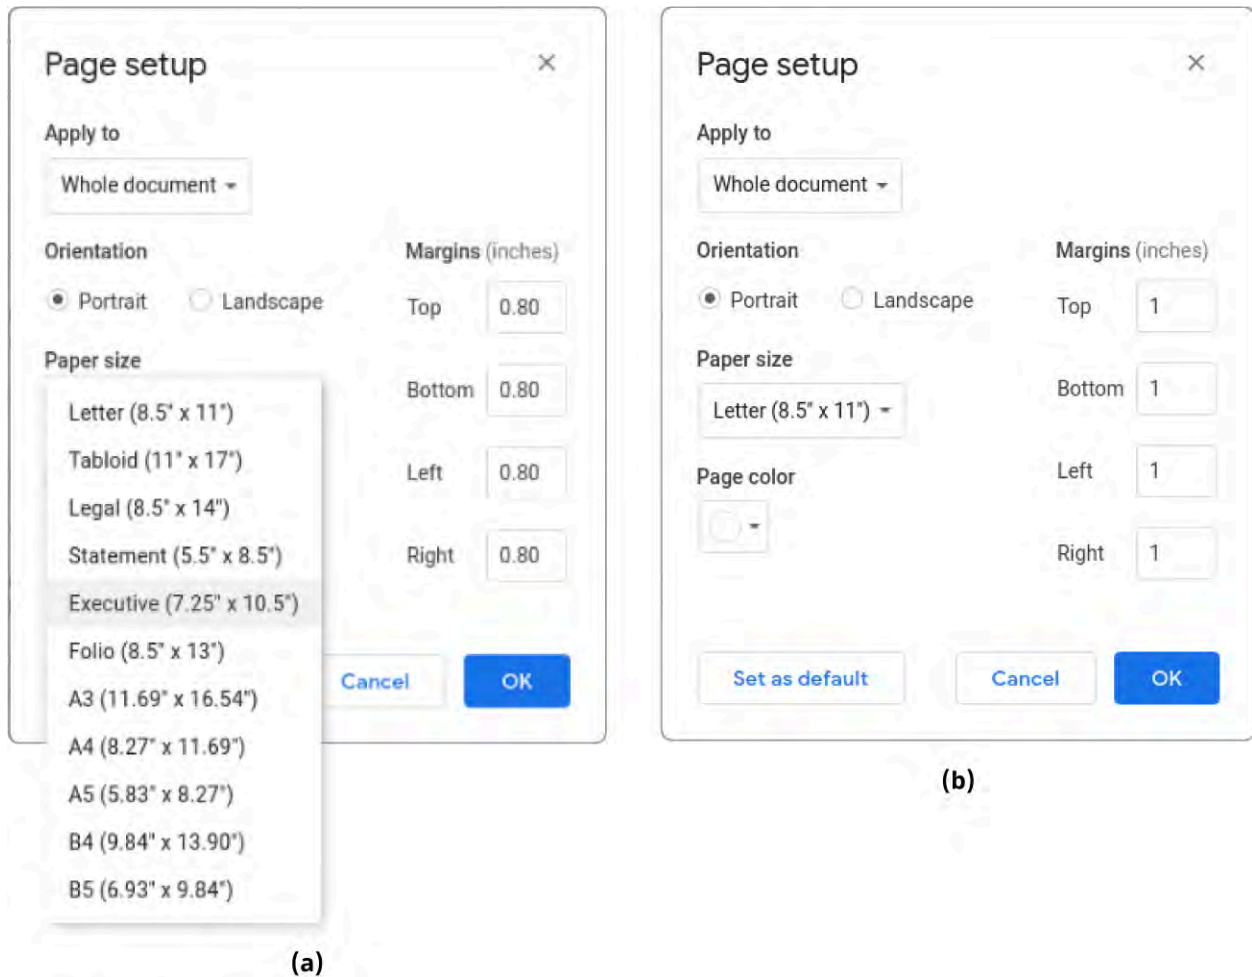 Page setup
Apply to
Whole document
Orientation
Portrait
Landscape
Margins (inches)
Top 0.80
Bottom 0.80
Left 0.80
Right 0.80
Paper size
Letter (8.5" x 11")
Tabloid (11" x 17")
Legal (8.5" x 14")
Statement (5.5" x 8.5")
Executive (7.25" x 10.5")
Folio (8.5" x 13")
A3 (11.69" x 16.54")
A4 (8.27" x 11.69")
A5 (5.83" x 8.27")
B4 (9.84" x 13.90")
B5 (6.93" x 9.84")
Cancel
OK
(a)
Page setup
Apply to
Whole document
Orientation
Portrait
Landscape
Margins (inches)
Top 1
Bottom 1
Left 1
Right 1
Paper size
Letter (8.5" x 11")
Page color
Set as default
Cancel
OK
(b)